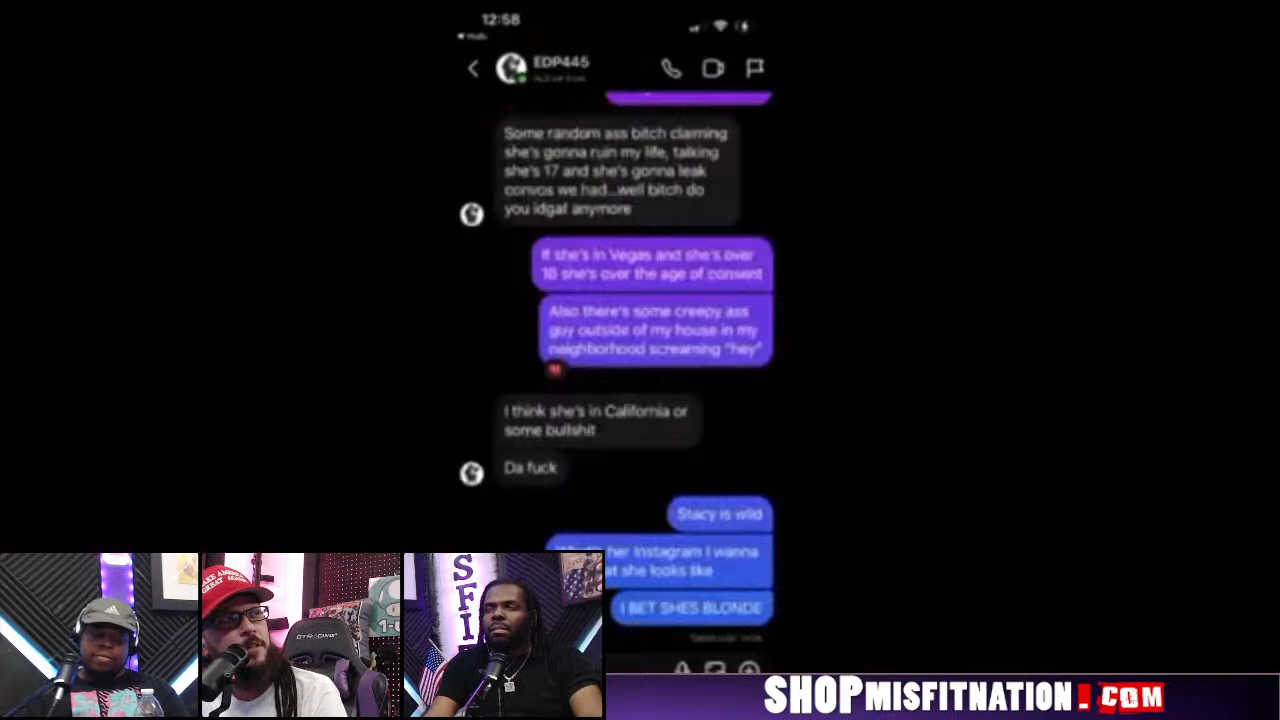 12:58
EDP445
Some random ass bitch claiming
she's gonna ruin my life, talking
she's 17 and she's gonna leak
convos we had...well bitch do
you idgaf anymore
If she's in Vegas and she's over
she's over the age of consent
Also there's some creepy ass
guy outside of my house in my
neighborhood screaming "hey"
I think she's in California or
some bullshit
Da fuck
Stacy is wild
her Instagram I wanna
at she looks like
I BET SHES BLONDE
SFI
GTRACING
SHOPMISFITNATION.COM